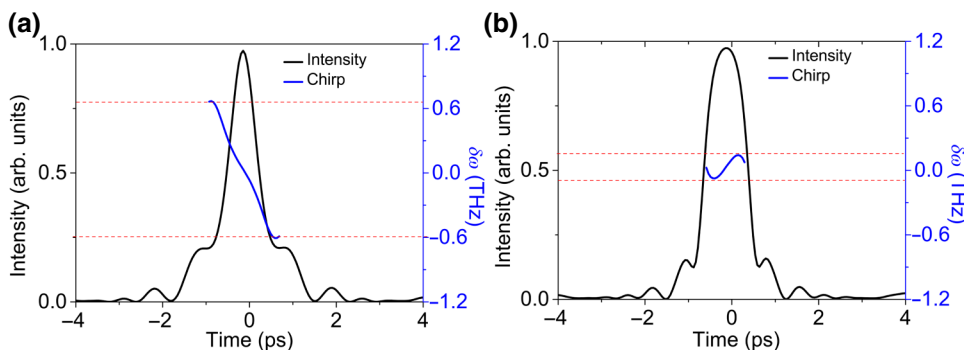 (a)
1.0
0.5
0.0
Intensity (arb. units)
Intensity
Chirp
1.2
0.6
0.0
−0.6
−1.2
δω (THz)
−4
−2
0
2
4
Time (ps)
(b)
1.0
0.5
0.0
Intensity (arb. units)
Intensity
Chirp
1.2
0.6
0.0
−0.6
−1.2
δω (THz)
−4
−2
0
2
4
Time (ps)